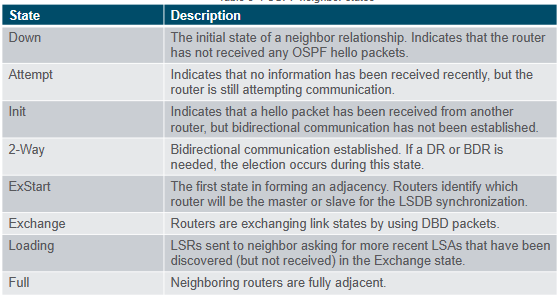 State Description
Down The initial state of a neighbor relationship. Indicates that the router
has not received any OSPF hello packets.
Attempt Indicates that no information has been received recently, but the
router is still attempting communication.
Init Indicates that a hello packet has been received from another
router, but bidirectional communication has not been established.
2-Way Bidirectional communication established. If a DR or BDR is
needed, the election occurs during this state.
ExStart The first state in forming an adjacency. Routers identify which
router will be the master or slave for the LSDB synchronization.
Exchange Routers are exchanging link states by using DBD packets.
Loading LSRs sent to neighbor asking for more recent LSAs that have been
discovered (but not received) in the Exchange state.
Full Neighboring routers are fully adjacent.